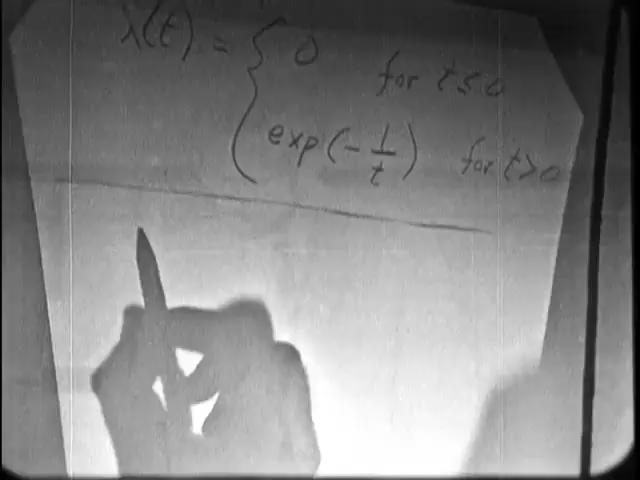 λ(t) = { 0 for t ≤ 0
exp(-1/t) for t > 0